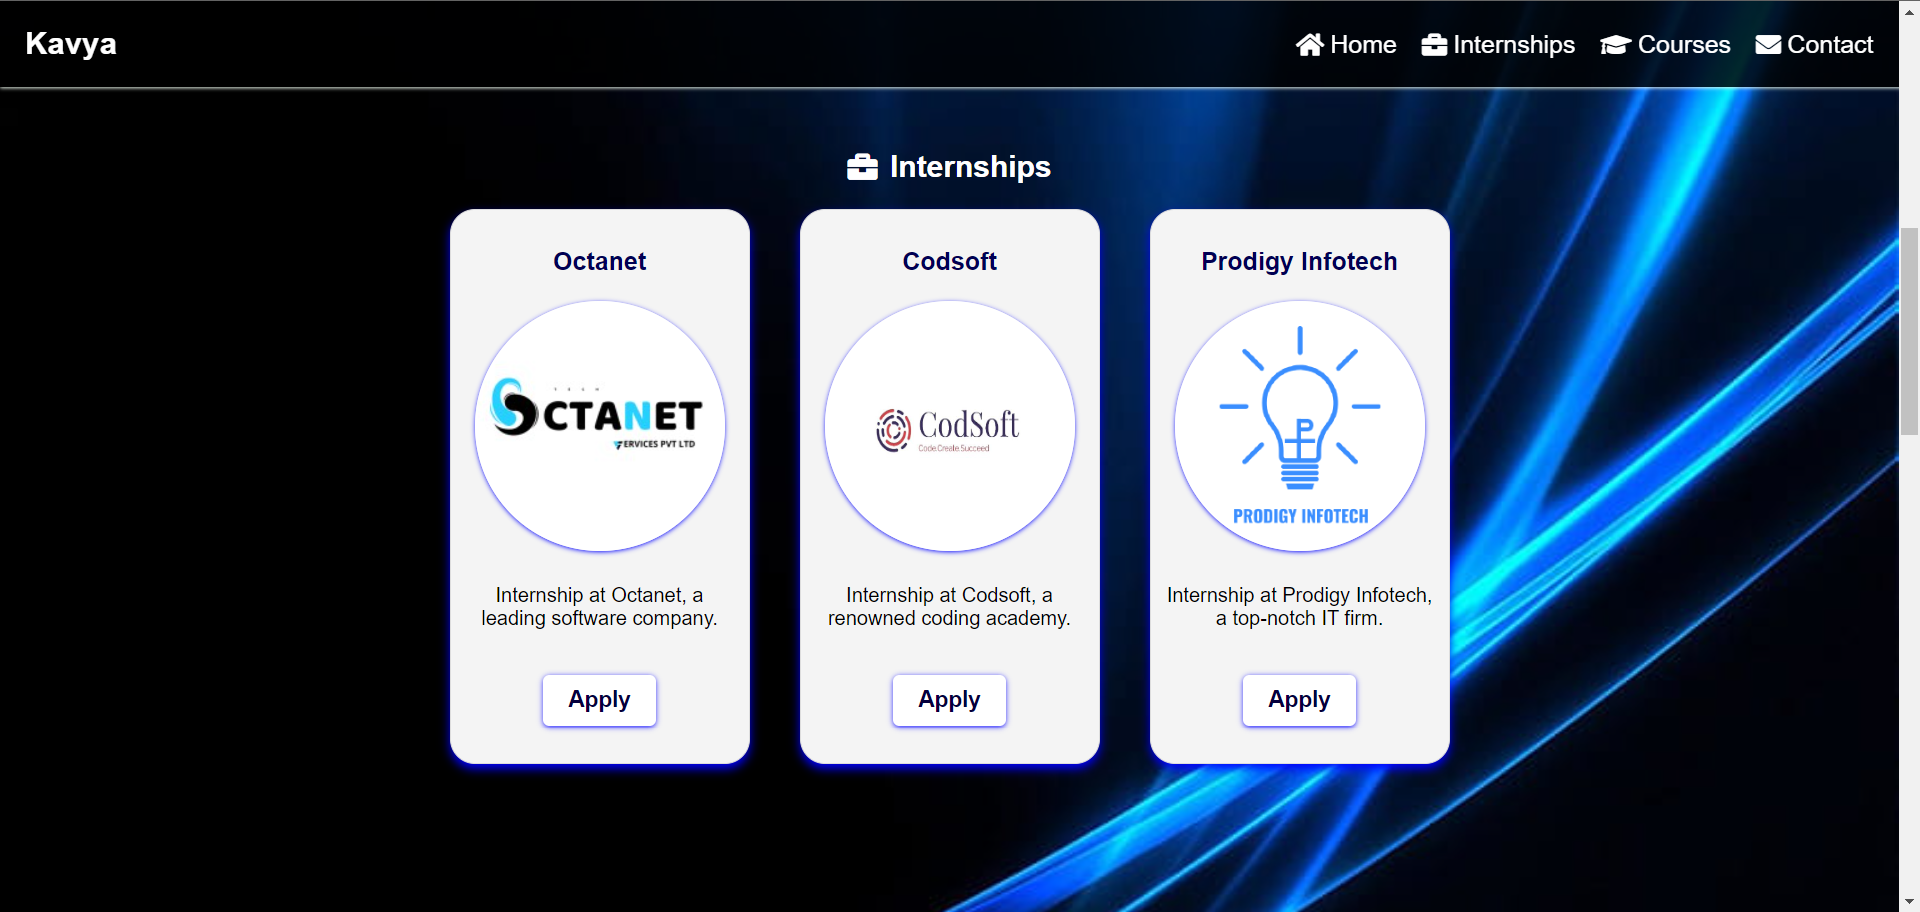 Kavya
Home Internships Courses Contact
Internships
Octanet
CTANET
ERVICES PVT LTD
Internship at Octanet, a
leading software company.
Apply
Codsoft
CodSoft
Code.Create.Succeed
Internship at Codsoft, a
renowned coding academy.
Apply
Prodigy Infotech
P
PRODIGY INFOTECH
Internship at Prodigy Infotech,
a top-notch IT firm.
Apply